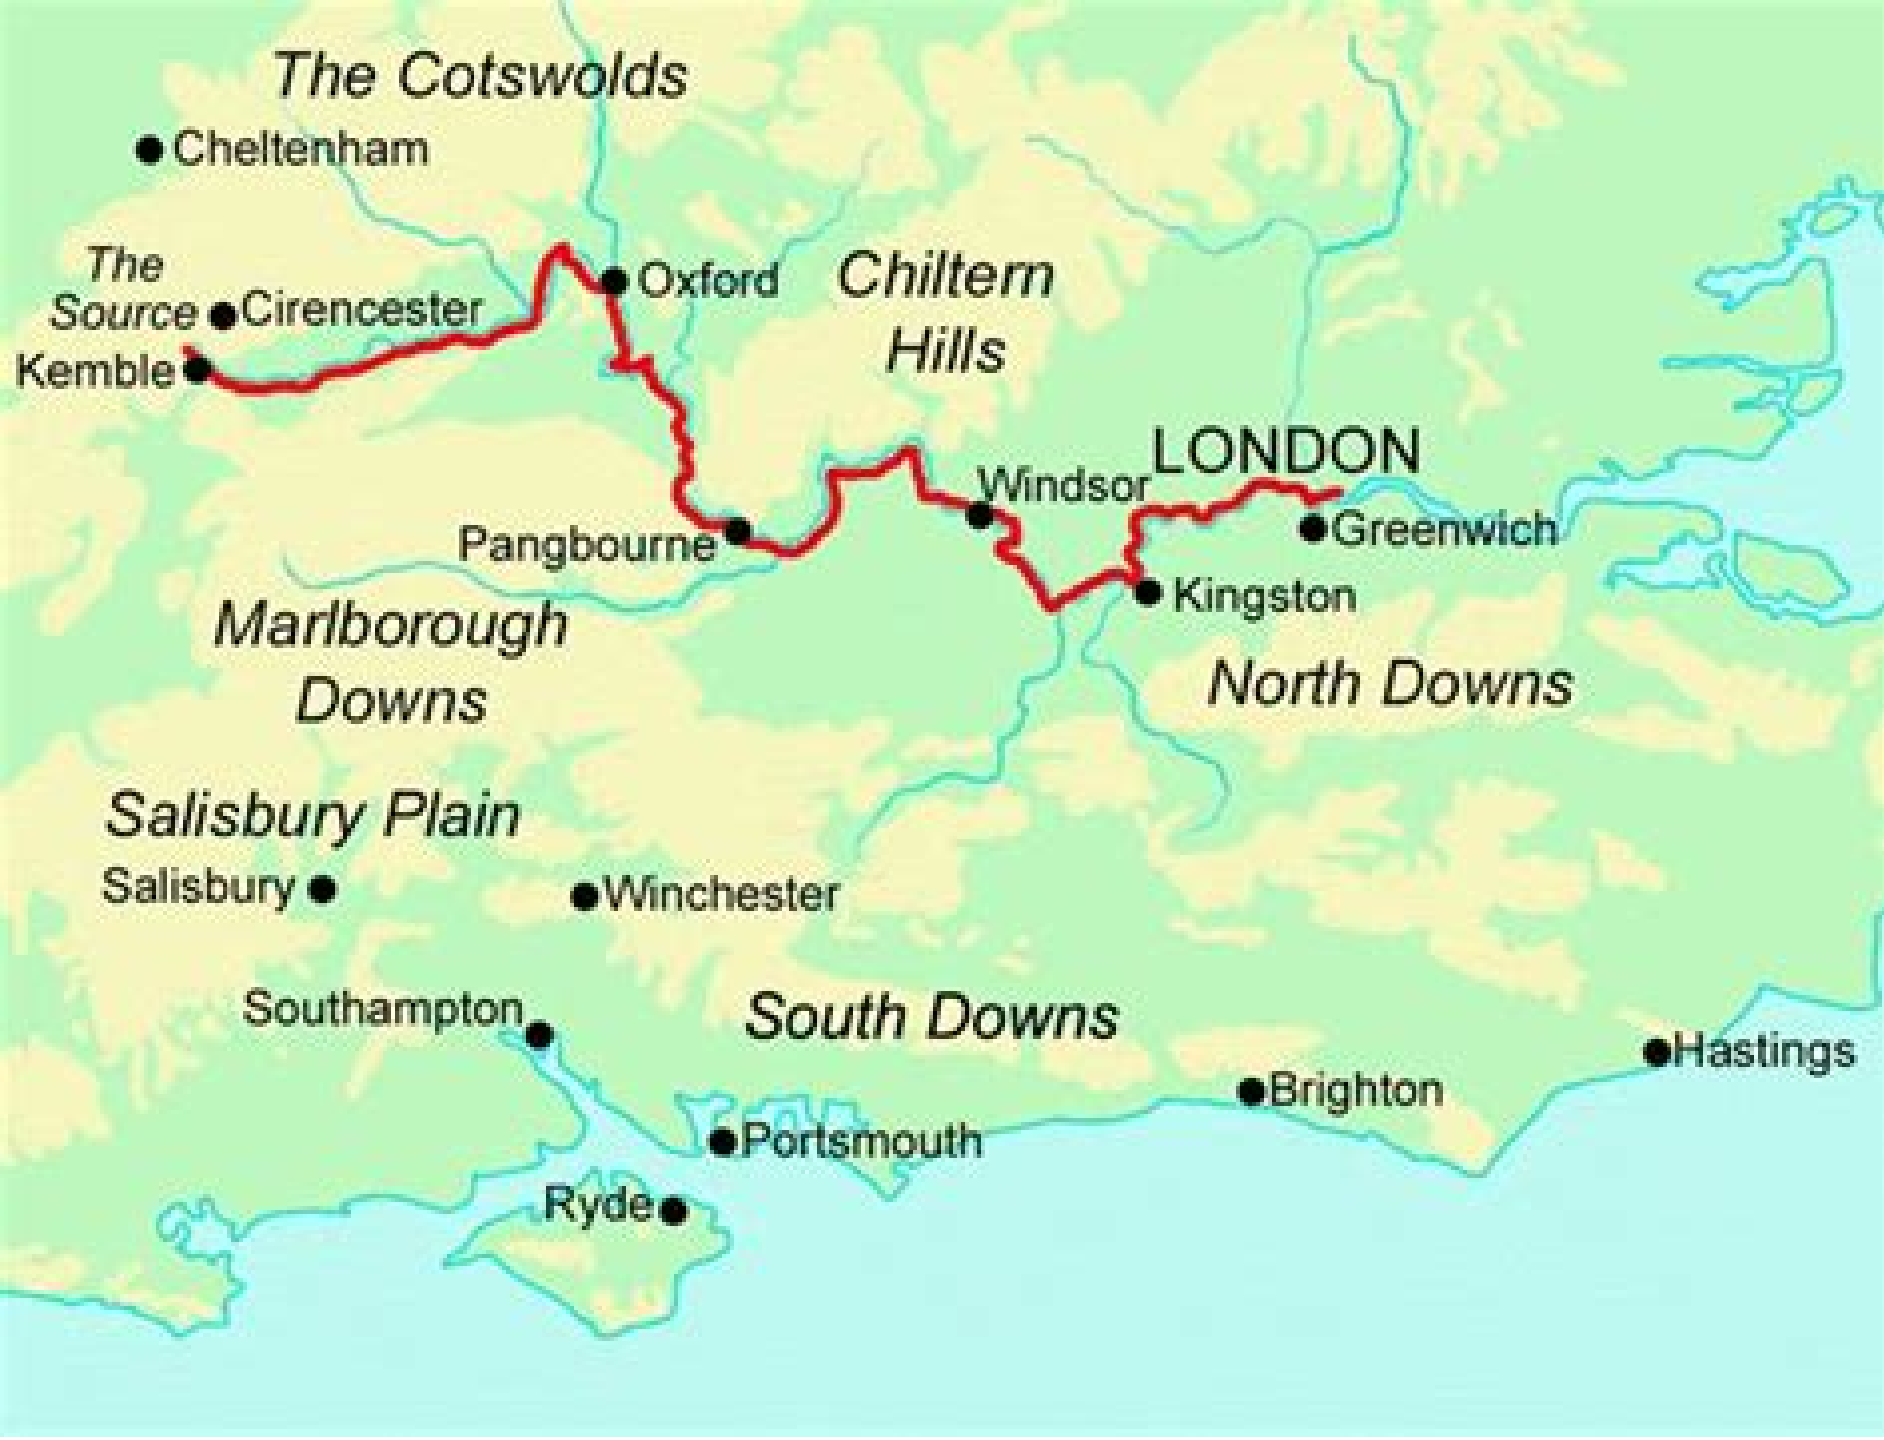 The Cotswolds
Cheltenham
The
Source
Cirencester
Oxford
Chiltern
Hills
Kemble
LONDON
Windsor
Pangbourne
Greenwich
Kingston
Marlborough
Downs
North Downs
Salisbury Plain
Salisbury
Winchester
Southampton
South Downs
Hastings
Brighton
Portsmouth
Ryde